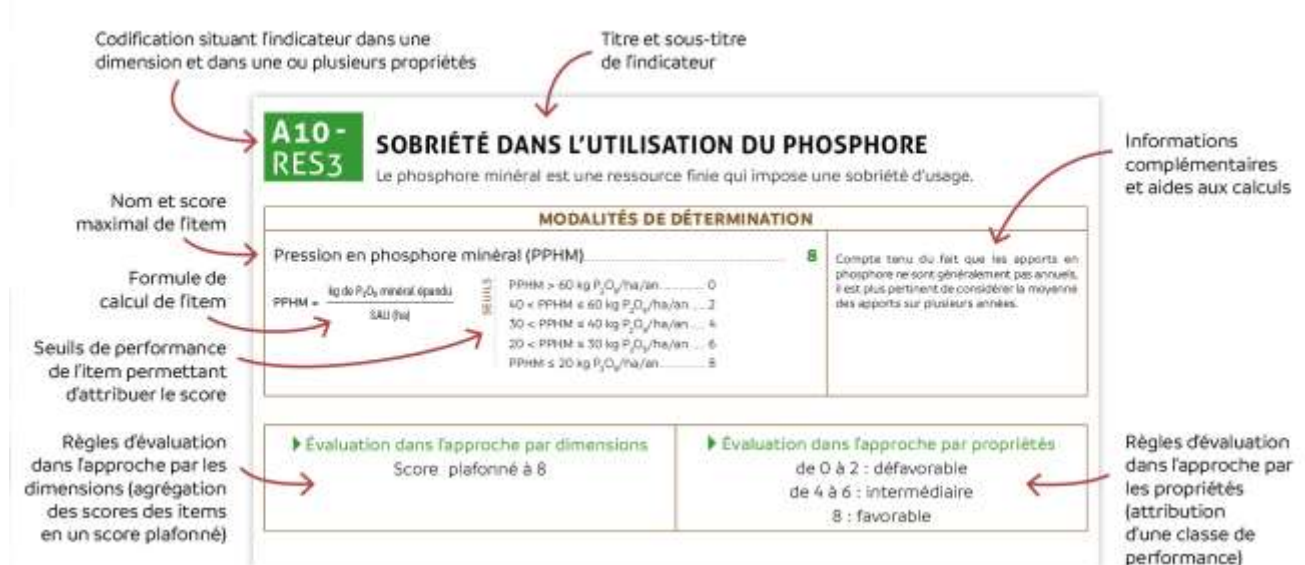 Codification situant l'indicateur dans une
dimension et dans une ou plusieurs propriétés
Titre et sous-titre
de l'indicateur
A10-
RES3
SOBRIÉTÉ DANS L'UTILISATION DU PHOSPHORE
Le phosphore minéral est une ressource finie qui impose une sobriété d'usage.
Informations
complémentaires
et aides aux calculs
Nom et score
maximal de l'item
MODALITÉS DE DÉTERMINATION
Pression en phosphore minéral (PPHM) 8
Formule de
calcul de l'item
PPHM = kg de P₂O₅ minéral épandu
SAU (ha)
SEUILS
PPHM > 60 kg P₂O₅/ha/an 0
40 < PPHM ≤ 60 kg P₂O₅/ha/an 2
30 < PPHM ≤ 40 kg P₂O₅/ha/an 4
20 < PPHM ≤ 30 kg P₂O₅/ha/an 6
PPHM ≤ 20 kg P₂O₅/ha/an 8
Compte tenu du fait que les apports en
phosphore ne sont généralement pas annuels,
il est plus pertinent de considérer la moyenne
des apports sur plusieurs années.
Seuils de performance
de l'item permettant
d'attribuer le score
Règles d'évaluation
dans l'approche par les
dimensions (agrégation
des scores des items
en un score plafonné)
Évaluation dans l'approche par dimensions
Score plafonné à 8
Évaluation dans l'approche par propriétés
de 0 à 2 : défavorable
de 4 à 6 : intermédiaire
8 : favorable
Règles d'évaluation
dans l'approche par
les propriétés
(attribution
d'une classe de
performance)